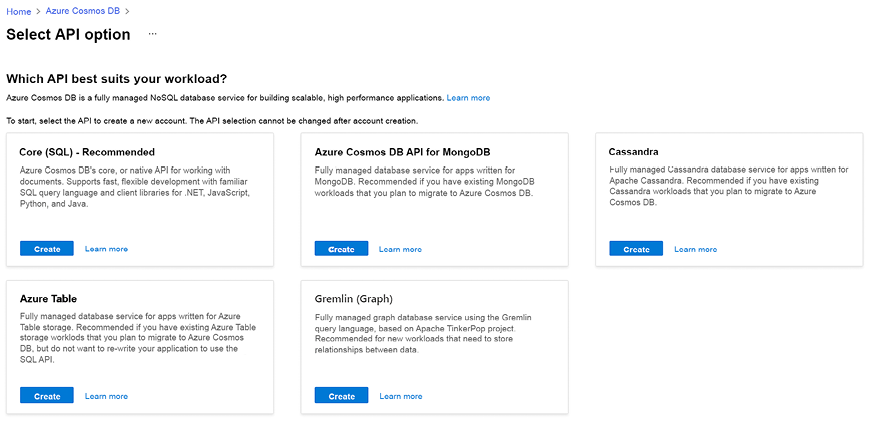 Home > Azure Cosmos DB >
Select API option ...
Which API best suits your workload?
Azure Cosmos DB is a fully managed NoSQL database service for building scalable, high performance applications. Learn more
To start, select the API to create a new account. The API selection cannot be changed after account creation.
Core (SQL) - Recommended
Azure Cosmos DB's core, or native API for working with
documents. Supports fast, flexible development with familiar
SQL query language and client libraries for .NET, JavaScript,
Python, and Java.
Create Learn more
Azure Cosmos DB API for MongoDB
Fully managed database service for apps written for
MongoDB. Recommended if you have existing MongoDB
workloads that you plan to migrate to Azure Cosmos DB.
Create Learn more
Cassandra
Fully managed Cassandra database service for apps written for
Apache Cassandra. Recommended if you have existing
Cassandra workloads that you plan to migrate to Azure
Cosmos DB.
Create Learn more
Azure Table
Fully managed database service for apps written for Azure
Table storage. Recommended if you have existing Azure Table
storage worklods that you plan to migrate to Azure Cosmos
DB, but do not want to re-write your application to use the
SQL API.
Create Learn more
Gremlin (Graph)
Fully managed graph database service using the Gremlin
query language, based on Apache TinkerPop project.
Recommended for new workloads that need to store
relationships between data.
Create Learn more